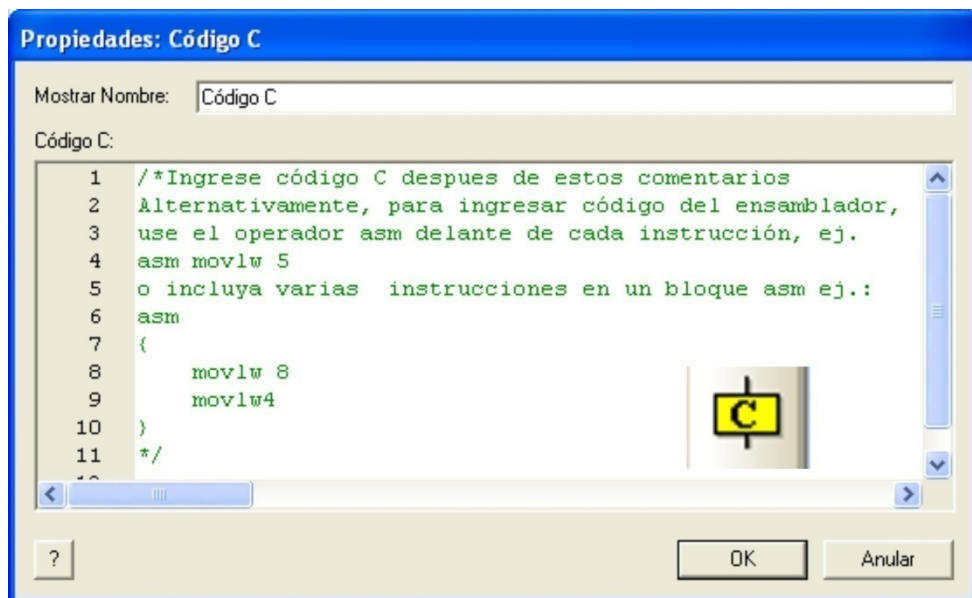 Propiedades: Código C
Mostrar Nombre: Código C
Código C:
1 /*Ingrese código C despues de estos comentarios
2 Alternativamente, para ingresar código del ensamblador,
3 use el operador asm delante de cada instrucción, ej.
4 asm movlw 5
5 o incluya varias  instrucciones en un bloque asm ej.:
6 asm
7 {
8     movlw 8
9     movlw4
10 }
11 */
C
? OK Anular